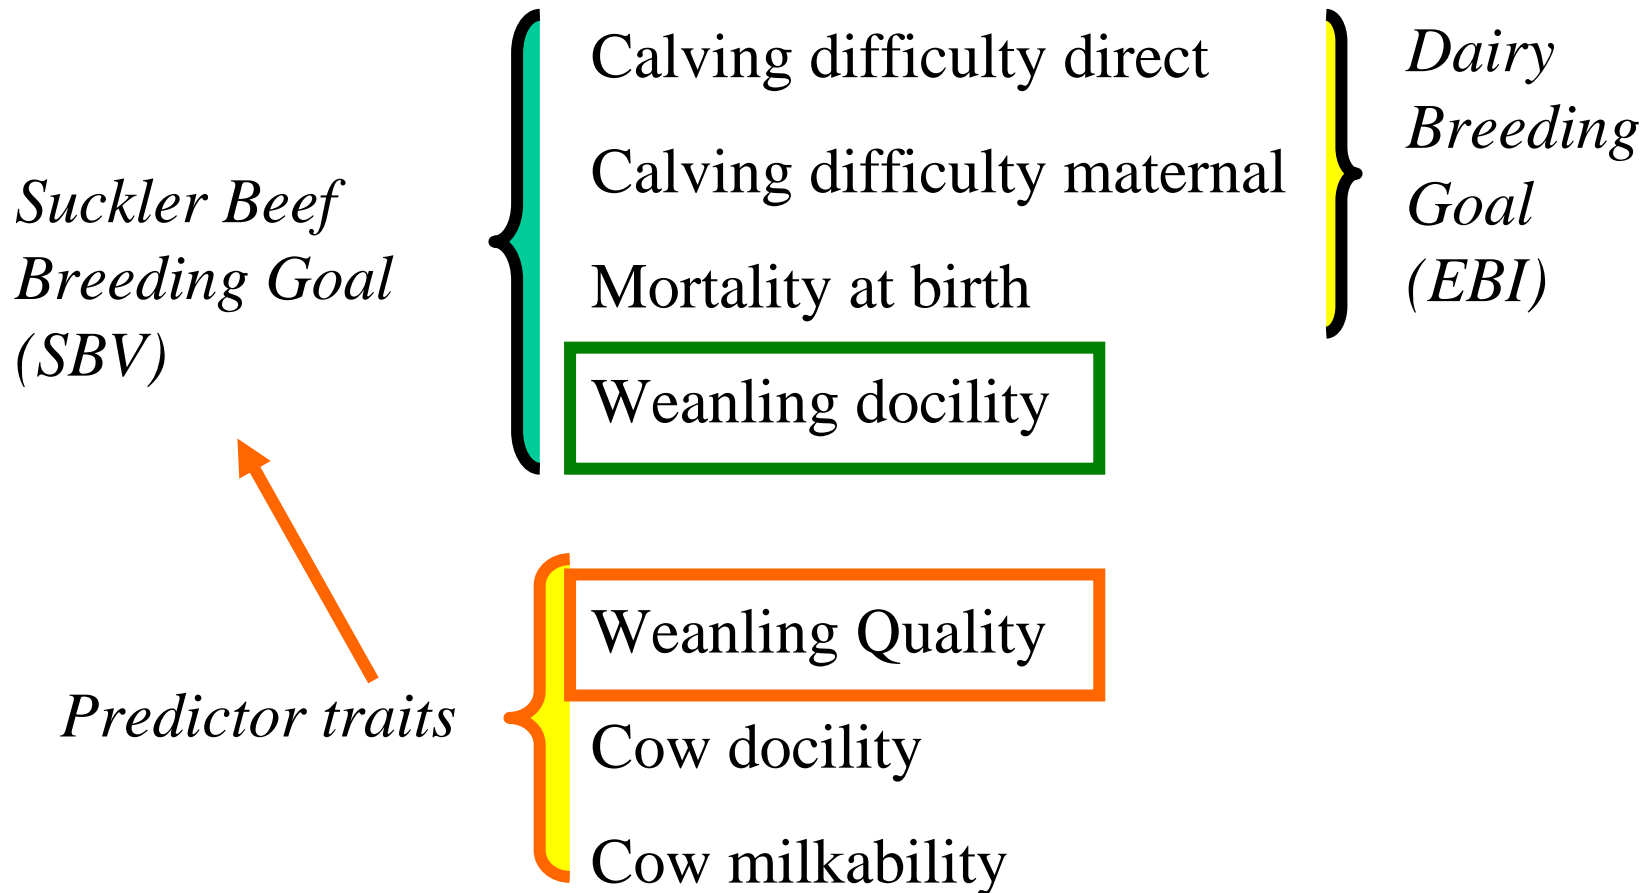 Suckler Beef
Breeding Goal
(SBV)
Calving difficulty direct
Calving difficulty maternal
Mortality at birth
Weanling docility
Dairy
Breeding
Goal
(EBI)
Predictor traits
Weanling Quality
Cow docility
Cow milkability